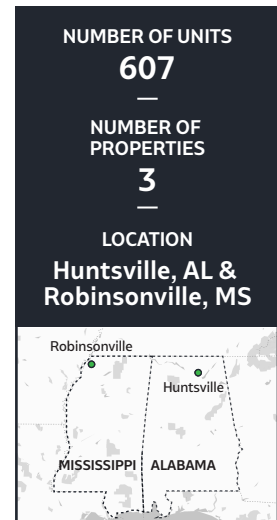 NUMBER OF UNITS
607
NUMBER OF
PROPERTIES
3
LOCATION
Huntsville, AL &
Robinsonville, MS
Robinsonville
Huntsville
MISSISSIPPI ALABAMA